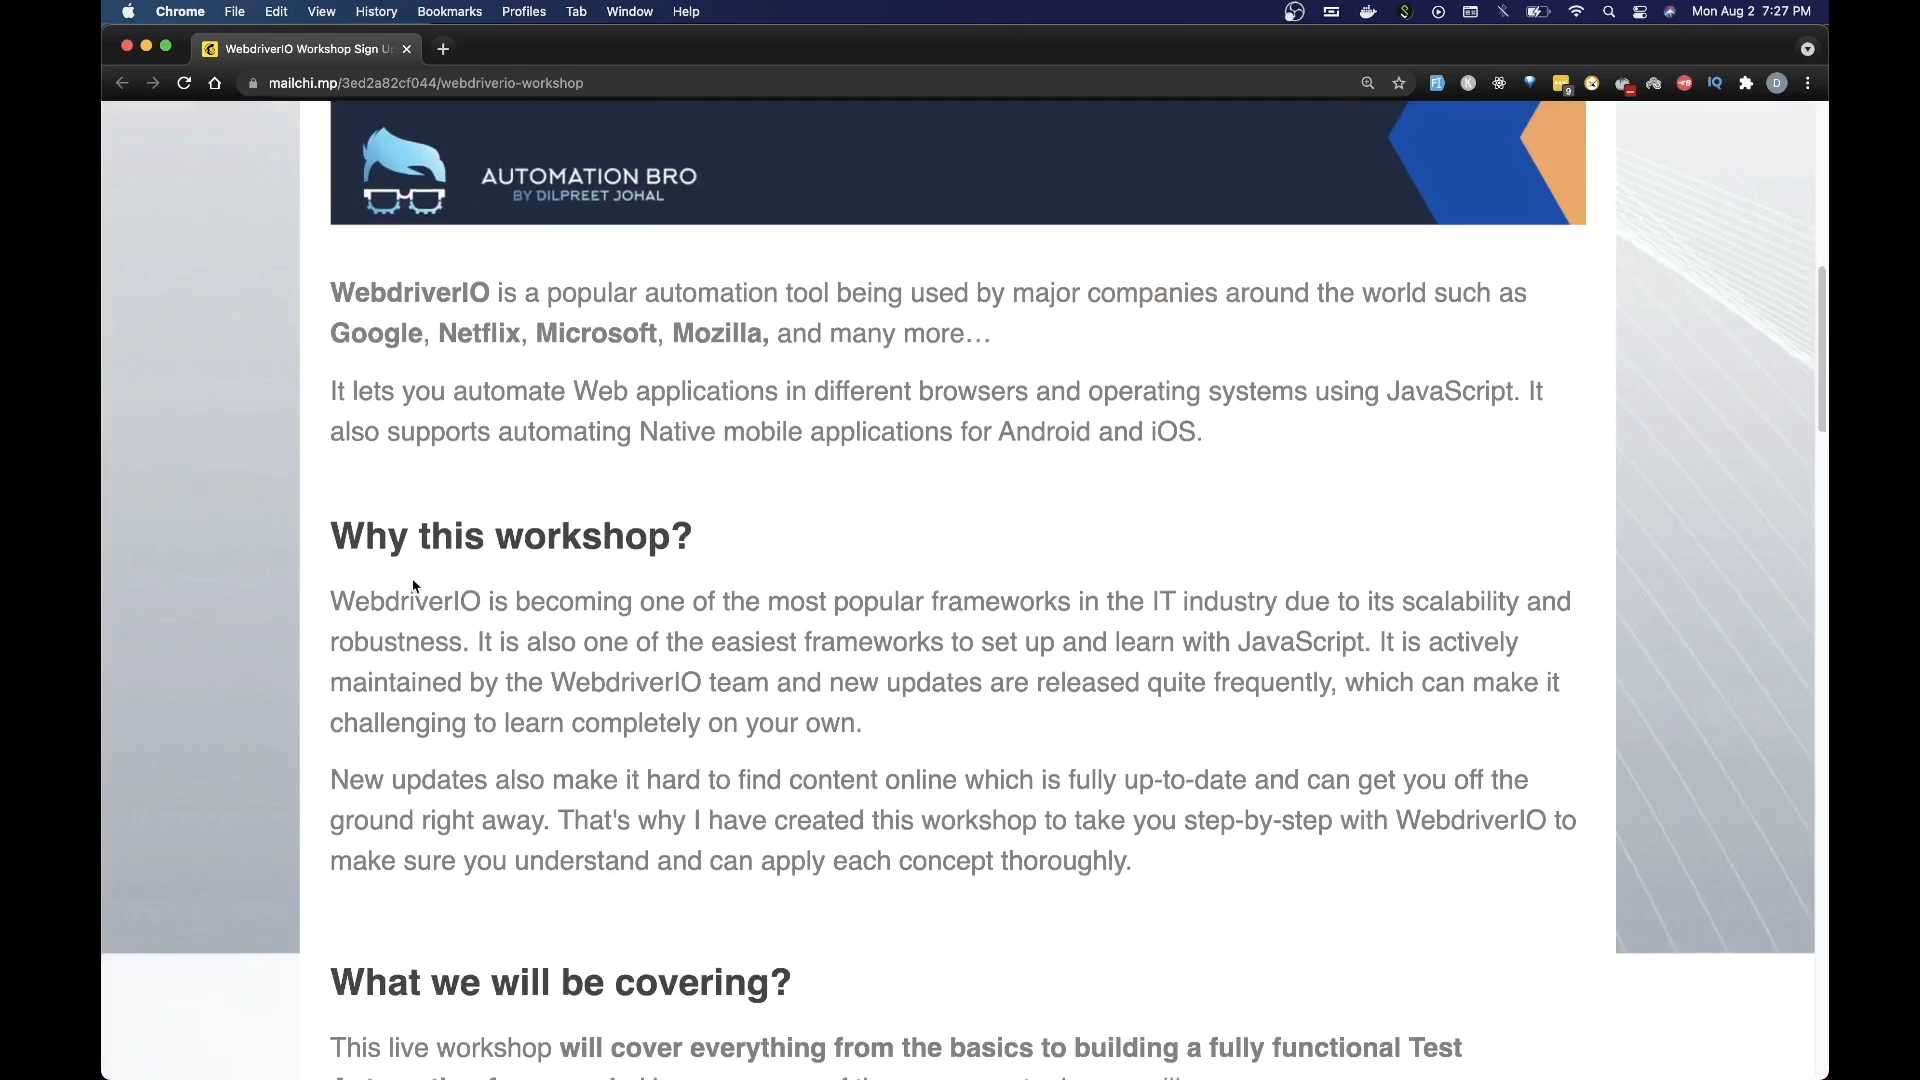 Chrome File Edit View History Bookmarks Profiles Tab Window Help Mon Aug 2 7:27 PM
WebdriverIO Workshop Sign U
mailchi.mp/3ed2a82cf044/webdriverio-workshop
9 IQ D
AUTOMATION BRO
BY DILPREET JOHAL
WebdriverIO is a popular automation tool being used by major companies around the world such as
Google, Netflix, Microsoft, Mozilla, and many more…
It lets you automate Web applications in different browsers and operating systems using JavaScript. It
also supports automating Native mobile applications for Android and iOS.
Why this workshop?
WebdriverIO is becoming one of the most popular frameworks in the IT industry due to its scalability and
robustness. It is also one of the easiest frameworks to set up and learn with JavaScript. It is actively
maintained by the WebdriverIO team and new updates are released quite frequently, which can make it
challenging to learn completely on your own.
New updates also make it hard to find content online which is fully up-to-date and can get you off the
ground right away. That's why I have created this workshop to take you step-by-step with WebdriverIO to
make sure you understand and can apply each concept thoroughly.
What we will be covering?
This live workshop will cover everything from the basics to building a fully functional Test